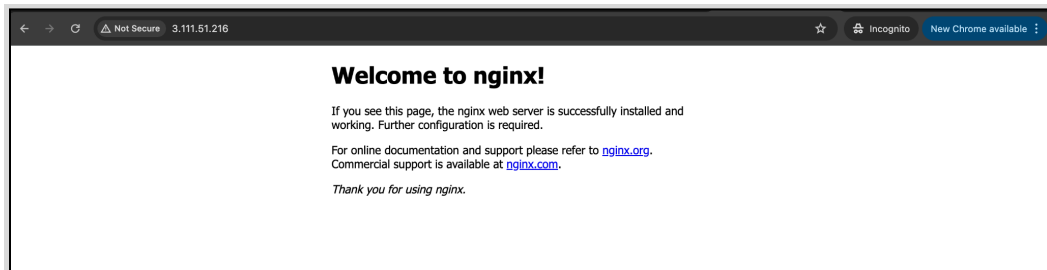 Not Secure 3.111.51.216 Incognito New Chrome available
Welcome to nginx!
If you see this page, the nginx web server is successfully installed and
working. Further configuration is required.
For online documentation and support please refer to nginx.org.
Commercial support is available at nginx.com.
Thank you for using nginx.